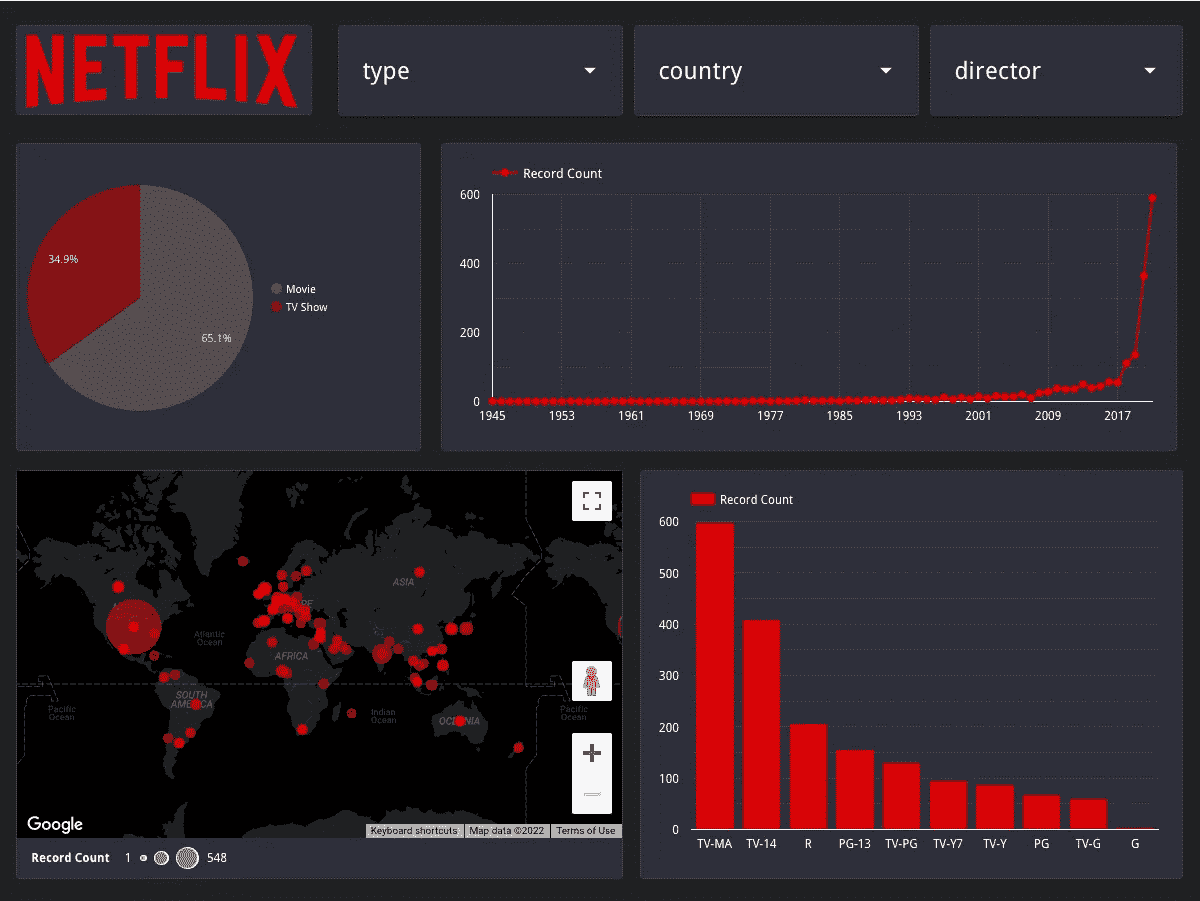 NETFLIX
type
country
director
34.9%
65.1%
Movie
TV Show
Record Count
600
400
200
0
1945 1953 1961 1969 1977 1985 1993 2001 2009 2017
ASIA
Atlantic
Ocean
AFRICA
SOUTH
AMERICA
Pacific
Ocean
Indian
Ocean
Pacific
Ocean
Google
Keyboard shortcuts Map data ©2022 Terms of Use
Record Count 1 548
Record Count
600
500
400
300
200
100
0
TV-MA TV-14 R PG-13 TV-PG TV-Y7 TV-Y PG TV-G G